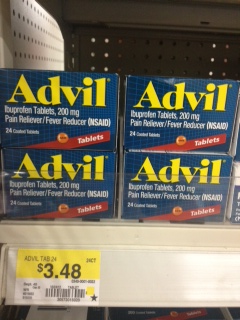 Advil
Advil
Ibuprofen Tablets, 200 mg
Pain Reliever/Fever Reducer (NSAID)
24 Coated Tablets
Tablets
Ibuprofen Tablets, 200 mg
Pain Reliever/Fever Reducer (NSAID)
24 Coated Tablets
Tablets
Advil
Advil
Ibuprofen Tablets, 200 mg
Pain Reliever/Fever Reducer (NSAID)
24 Coated Tablets
Tablets
Ibuprofen Tablets, 200 mg
Pain Reliever/Fever Reducer (NSAID)
24 Coated Tablets
Tablets
ADVIL TAB 24
24CT
$3.48